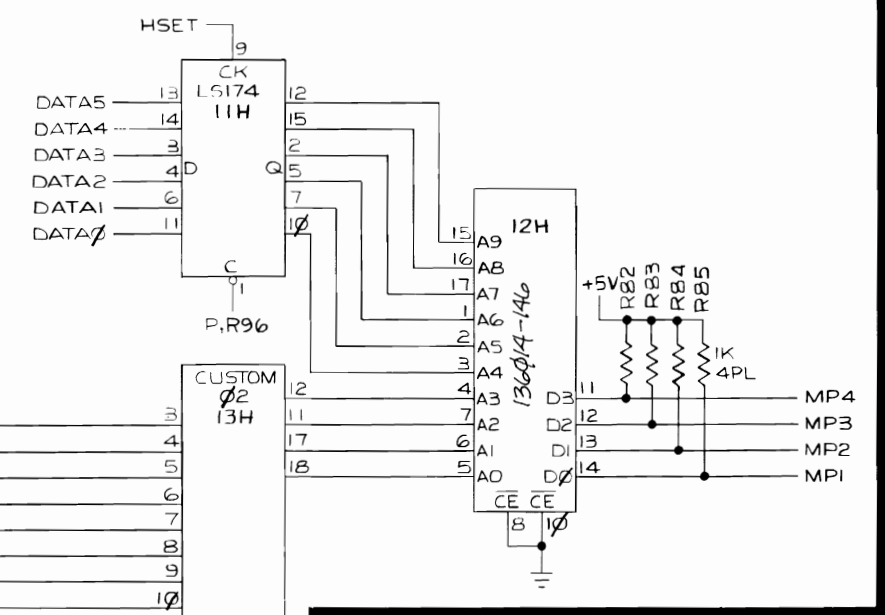 HSET
9
CK
LS174
11H
DATA5 13 12
DATA4 14 15
DATA3 3 2
D Q
DATA2 4 5
DATA1 6 7
DATAØ 11 1Ø
C
1
P,R96
12H
136Ø14-146
15 A9
16 A8
17 A7
1 A6
2 A5
3 A4
4 A3 D3 11 MP4
7 A2 D2 12 MP3
6 A1 D1 13 MP2
5 A0 DØ 14 MP1
CE CE
8 1Ø
+5V R82 R83 R84 R85
1K
4PL
CUSTOM
Ø2
13H
12
3 11
4 17
5 18
6
7
8
9
1Ø